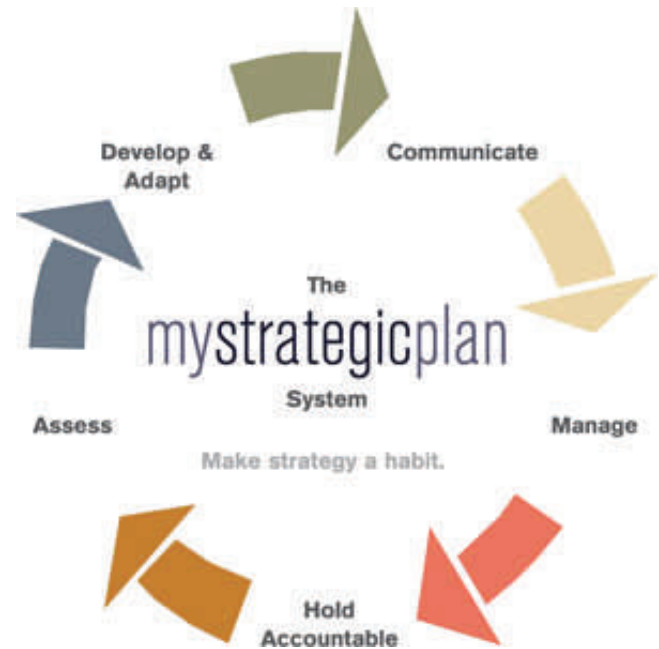 Develop &
Adapt
Communicate
The
mystrategicplan
System
Assess
Manage
Make strategy a habit.
Hold
Accountable